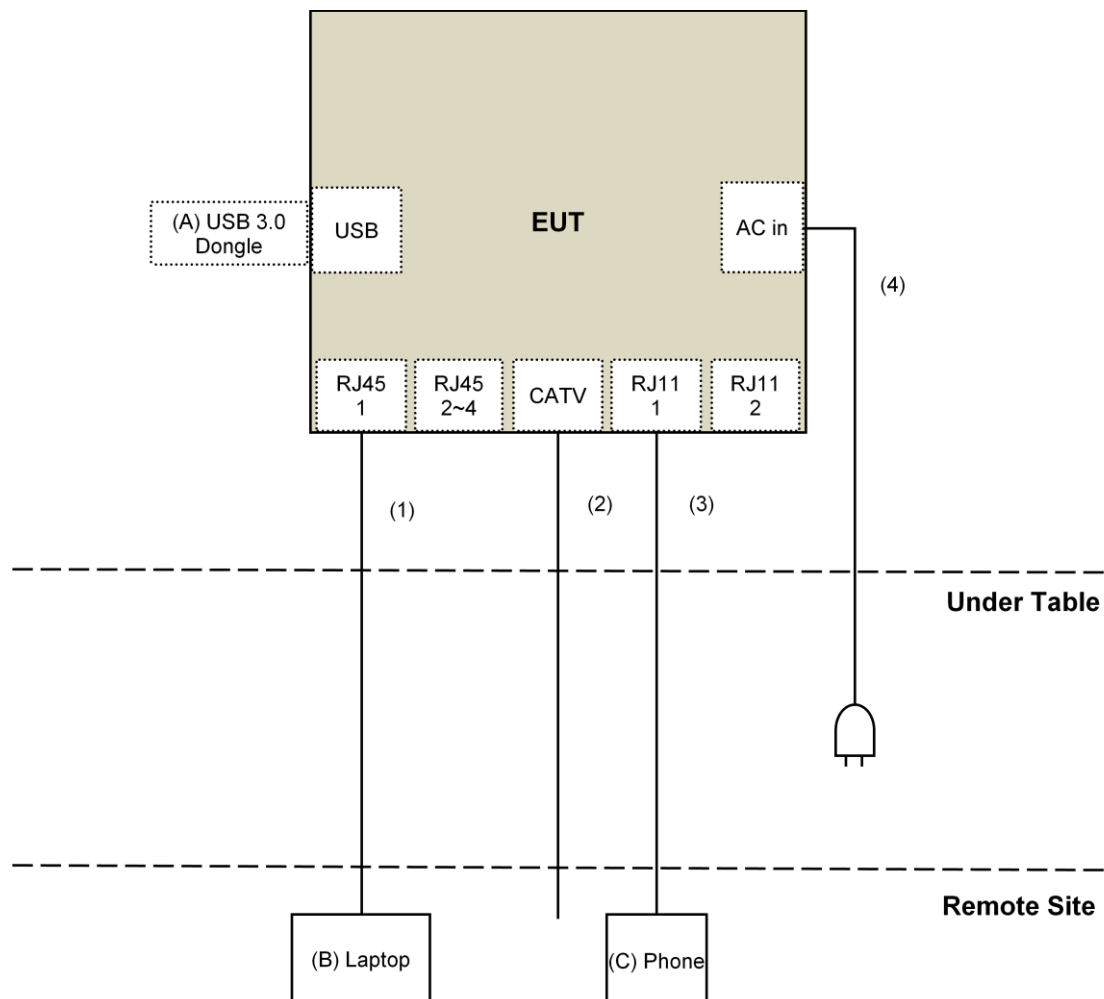 (A) USB 3.0
Dongle
USB
EUT
AC in
(4)
RJ45
1
RJ45
2~4
CATV
RJ11
1
RJ11
2
(1)
(2)
(3)
Under Table
Remote Site
(B) Laptop
(C) Phone